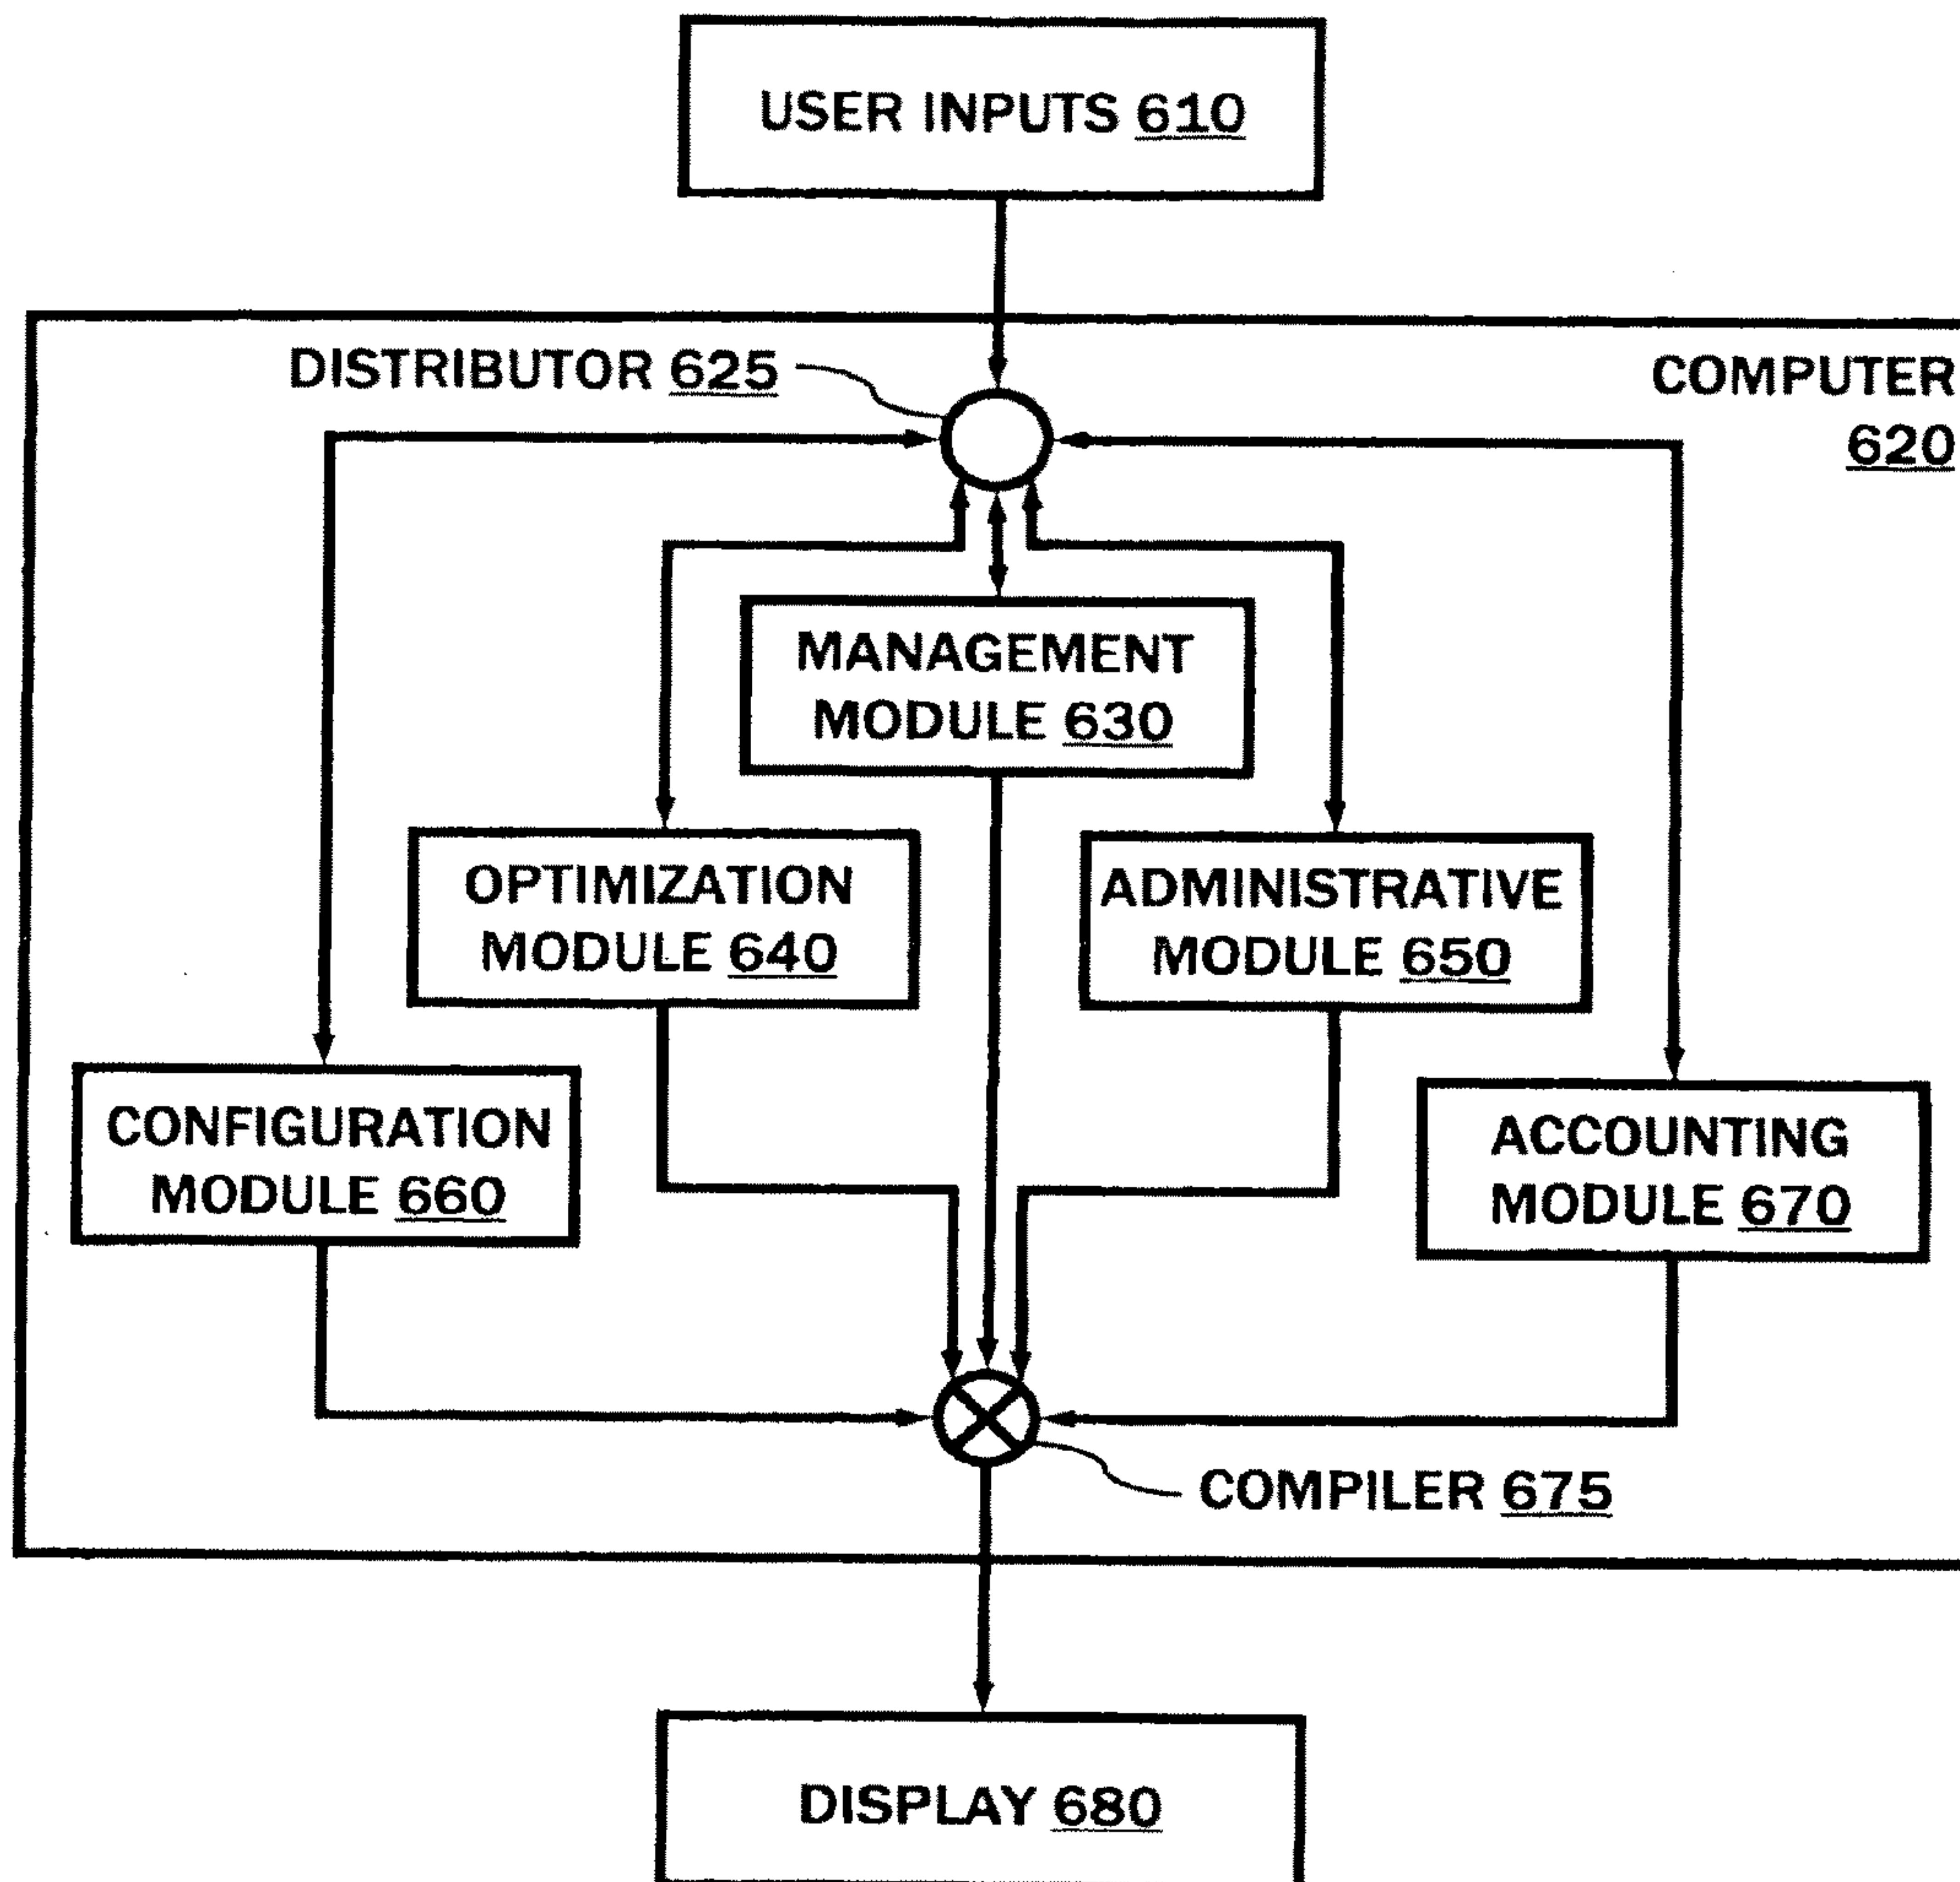 USER INPUTS 610
DISTRIBUTOR 625
COMPUTER
620
MANAGEMENT
MODULE 630
OPTIMIZATION
MODULE 640
ADMINISTRATIVE
MODULE 650
CONFIGURATION
MODULE 660
ACCOUNTING
MODULE 670
COMPILER 675
DISPLAY 680